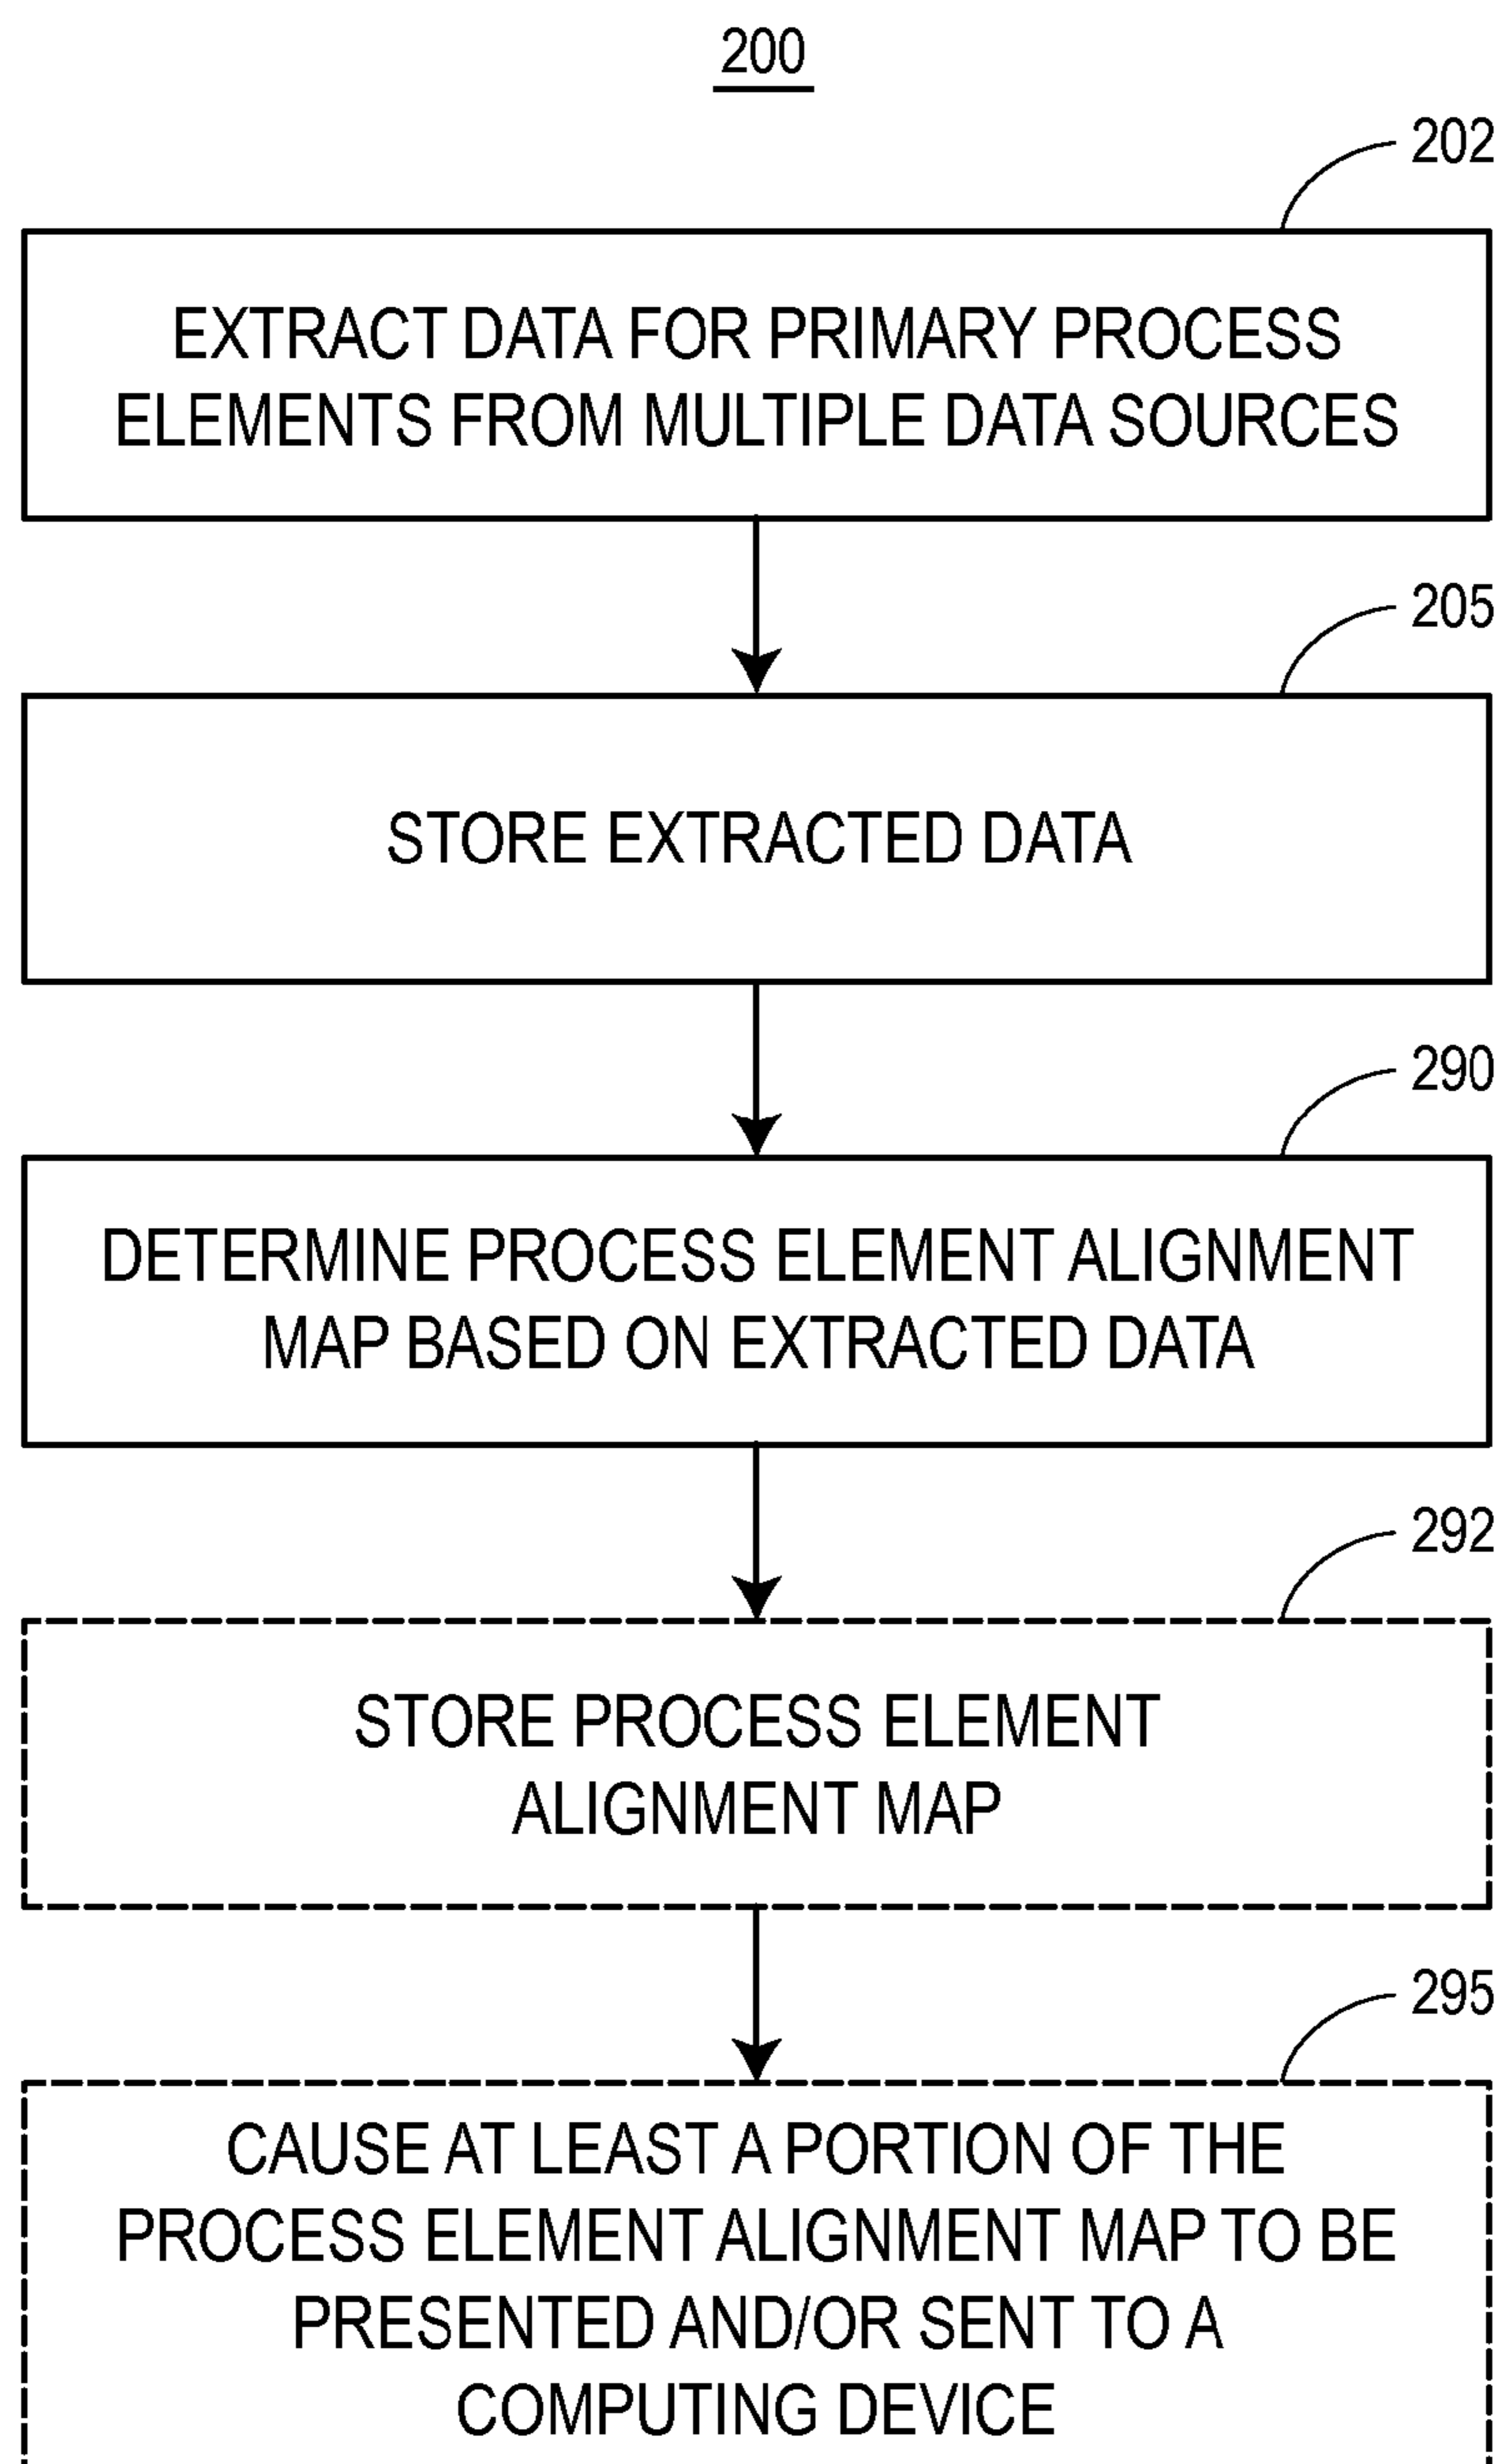 200
202
EXTRACT DATA FOR PRIMARY PROCESS
ELEMENTS FROM MULTIPLE DATA SOURCES
205
STORE EXTRACTED DATA
290
DETERMINE PROCESS ELEMENT ALIGNMENT
MAP BASED ON EXTRACTED DATA
292
STORE PROCESS ELEMENT
ALIGNMENT MAP
295
CAUSE AT LEAST A PORTION OF THE
PROCESS ELEMENT ALIGNMENT MAP TO BE
PRESENTED AND/OR SENT TO A
COMPUTING DEVICE